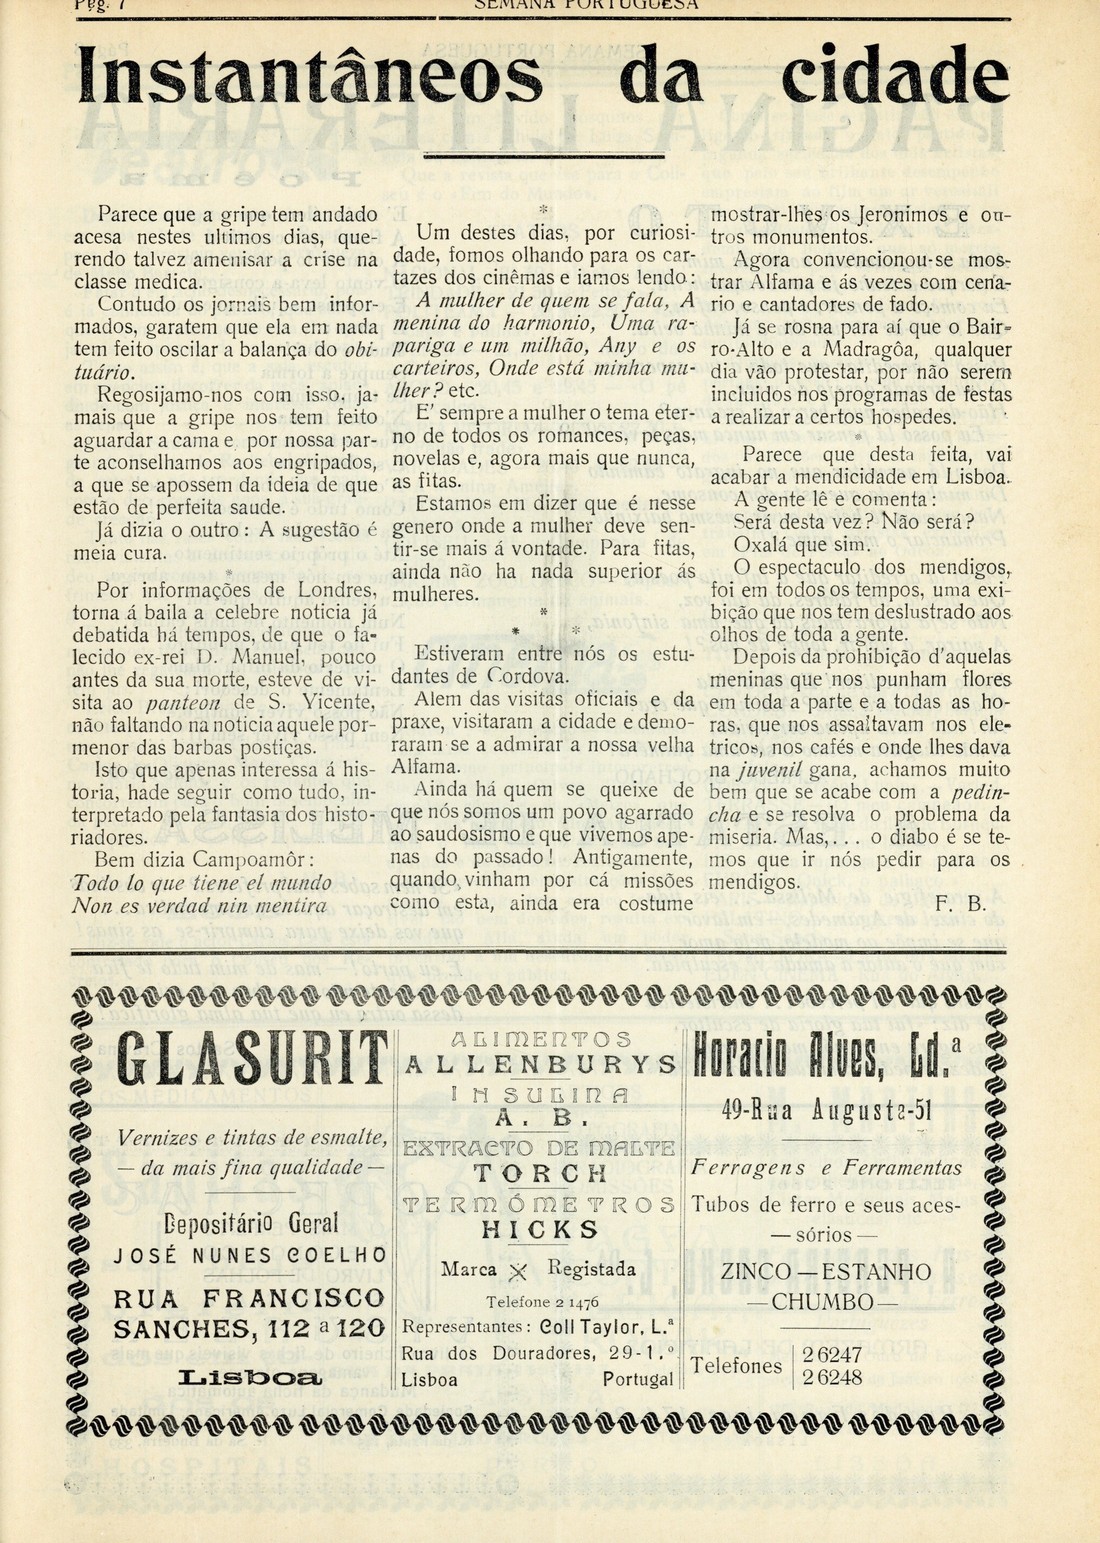 Pag. 7
SEMANA PORTUGUESA
Instantâneos da cidade
Parece que a gripe tem andado
acesa nestes ultimos dias, que-
rendo talvez amenisar a crise na
classe medica.
Contudo os jornais bem infor-
mados, garatem que ela em nada
tem feito oscilar a balança do obi-
tuário.
Regosijamo-nos com isso, ja-
mais que a gripe nos tem feito
aguardar a cama e por nossa par-
te aconselhamos aos engripados,
a que se apossem da ideia de que
estão de perfeita saude.
Já dizia o outro: A sugestão é
meia cura.
*
Por informações de Londres,
torna á baila a celebre noticia já
debatida há tempos, de que o fa-
lecido ex-rei D. Manuel, pouco
antes da sua morte, esteve de vi-
sita ao panteon de S. Vicente,
não faltando na noticia aquele por-
menor das barbas postiças.
Isto que apenas interessa á his-
toria, hade seguir como tudo, in-
terpretado pela fantasia dos histo-
riadores.
Bem dizia Campoamôr:
Todo lo que tiene el mundo
Non es verdad nin mentira
*
Um destes dias, por curiosi-
dade, fomos olhando para os car-
tazes dos cinêmas e iamos lendo:
A mulher de quem se fala, A
menina do harmonio, Uma ra-
pariga e um milhão, Any e os
carteiros, Onde está minha mu-
lher? etc.
E' sempre a mulher o tema eter-
no de todos os romances, peças,
novelas e, agora mais que nunca,
as fitas.
Estamos em dizer que é nesse
genero onde a mulher deve sen-
tir-se mais á vontade. Para fitas,
ainda não ha nada superior ás
mulheres.
*
* *
Estiveram entre nós os estu-
dantes de Cordova.
Alem das visitas oficiais e da
praxe, visitaram a cidade e demo-
raram se a admirar a nossa velha
Alfama.
Ainda há quem se queixe de
que nós somos um povo agarrado
ao saudosismo e que vivemos ape-
nas do passado! Antigamente,
quando vinham por cá missões
como esta, ainda era costume
mostrar-lhes os Jeronimos e ou-
tros monumentos.
Agora convencionou-se mos-
trar Alfama e ás vezes com cená-
rio e cantadores de fado.
Já se rosna para aí que o Bair-
ro-Alto e a Madragôa, qualquer
dia vão protestar, por não serem
incluidos nos programas de festas
a realizar a certos hospedes.
*
Parece que desta feita, vai
acabar a mendicidade em Lisboa.
A gente lê e comenta:
Será desta vez? Não será?
Oxalá que sim.
O espectaculo dos mendigos,
foi em todos os tempos, uma exi-
bição que nos tem deslustrado aos
olhos de toda a gente.
Depois da prohibição d'aquelas
meninas que nos punham flores
em toda a parte e a todas as ho-
ras, que nos assaltavam nos ele-
tricos, nos cafés e onde lhes dava
na juvenil gana, achamos muito
bem que se acabe com a pedin-
cha e se resolva o problema da
miseria. Mas,... o diabo é se te-
mos que ir nós pedir para os
mendigos.
F. B.
GLASURIT
Vernizes e tintas de esmalte,
— da mais fina qualidade —
Depositário Geral
JOSÉ NUNES COELHO
RUA FRANCISCO
SANCHES, 112 a 120
Lisboa
ALIMENTOS
ALLENBURYS
INSULINA
A. B.
EXTRACTO DE MALTE
TORCH
TERMÓMETROS
HICKS
Marca Registada
Telefone 2 1476
Representantes: Coll Taylor, L.ª
Rua dos Douradores, 29-1.º
Lisboa Portugal
Horacio Alves, Ld.ª
49-Rua Augusta-51
Ferragens e Ferramentas
Tubos de ferro e seus aces-
— sórios —
ZINCO — ESTANHO
— CHUMBO —
Telefones 2 6247
2 6248